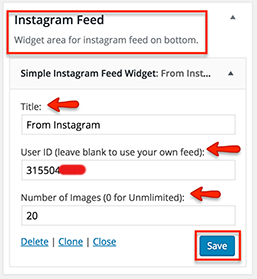 Instagram Feed
Widget area for instagram feed on bottom.
Simple Instagram Feed Widget: From Inst...
Title:
From Instagram
User ID (leave blank to use your own feed):
315504
Number of Images (0 for Unmlimited):
20
Delete | Clone | Close
Save